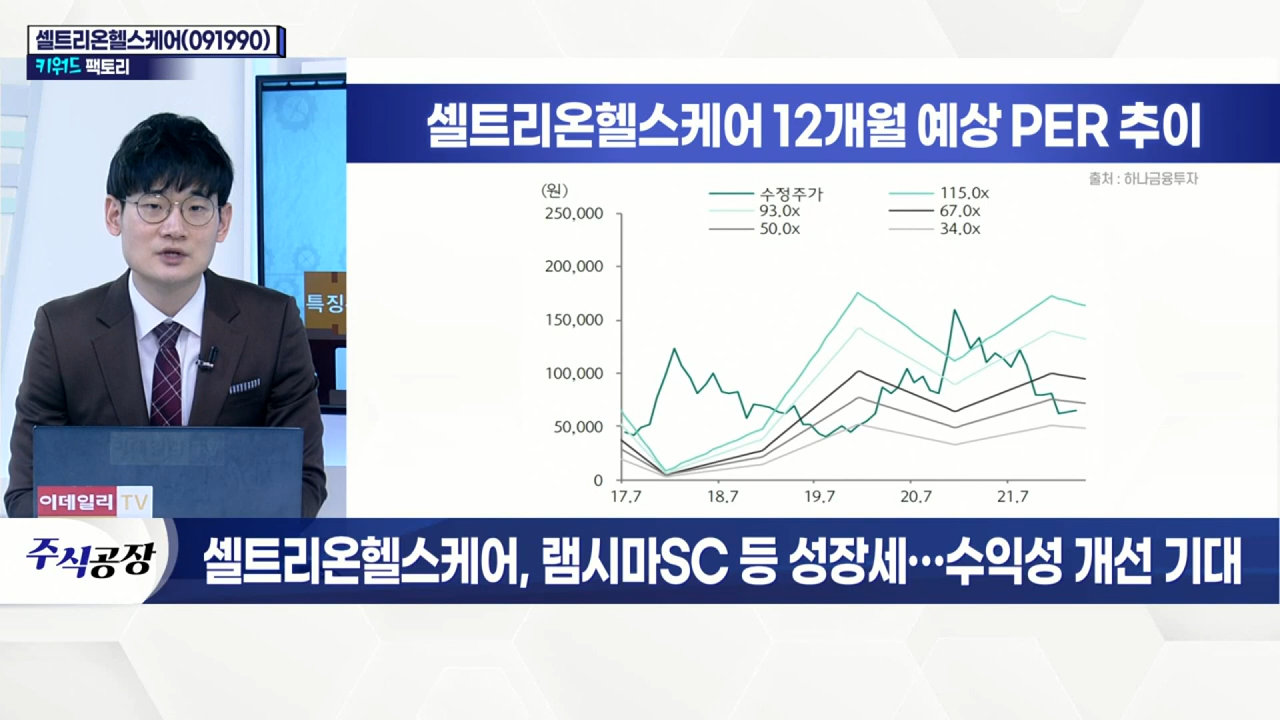 셀트리온헬스케어(091990)
키워드 팩토리
셀트리온헬스케어 12개월 예상 PER 추이
출처 : 하나금융투자
(원)
수정주가
115.0x
93.0x
67.0x
50.0x
34.0x
250,000
200,000
150,000
100,000
50,000
0
17.7
18.7
19.7
20.7
21.7
특징
이데일리 TV
주식공장
셀트리온헬스케어, 램시마SC 등 성장세…수익성 개선 기대